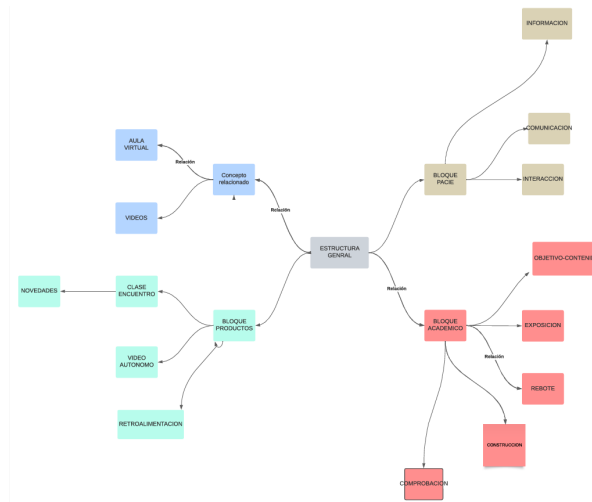 INFORMACION
AULA
VIRTUAL
Relación
COMUNICACION
Concepto
relacionado
BLOQUE
PACIE
INTERACCION
VIDEOS
Relación
ESTRUCTURA
GENRAL
OBJETIVO-CONTENI
NOVEDADES
CLASE
ENCUENTRO
Relación
BLOQUE
PRODUCTOS
BLOQUE
ACADEMICO
EXPOSICION
VIDEO
AUTONOMO
Relación
REBOTE
RETROALIMENTACION
CONSTRUCCION
COMPROBACION